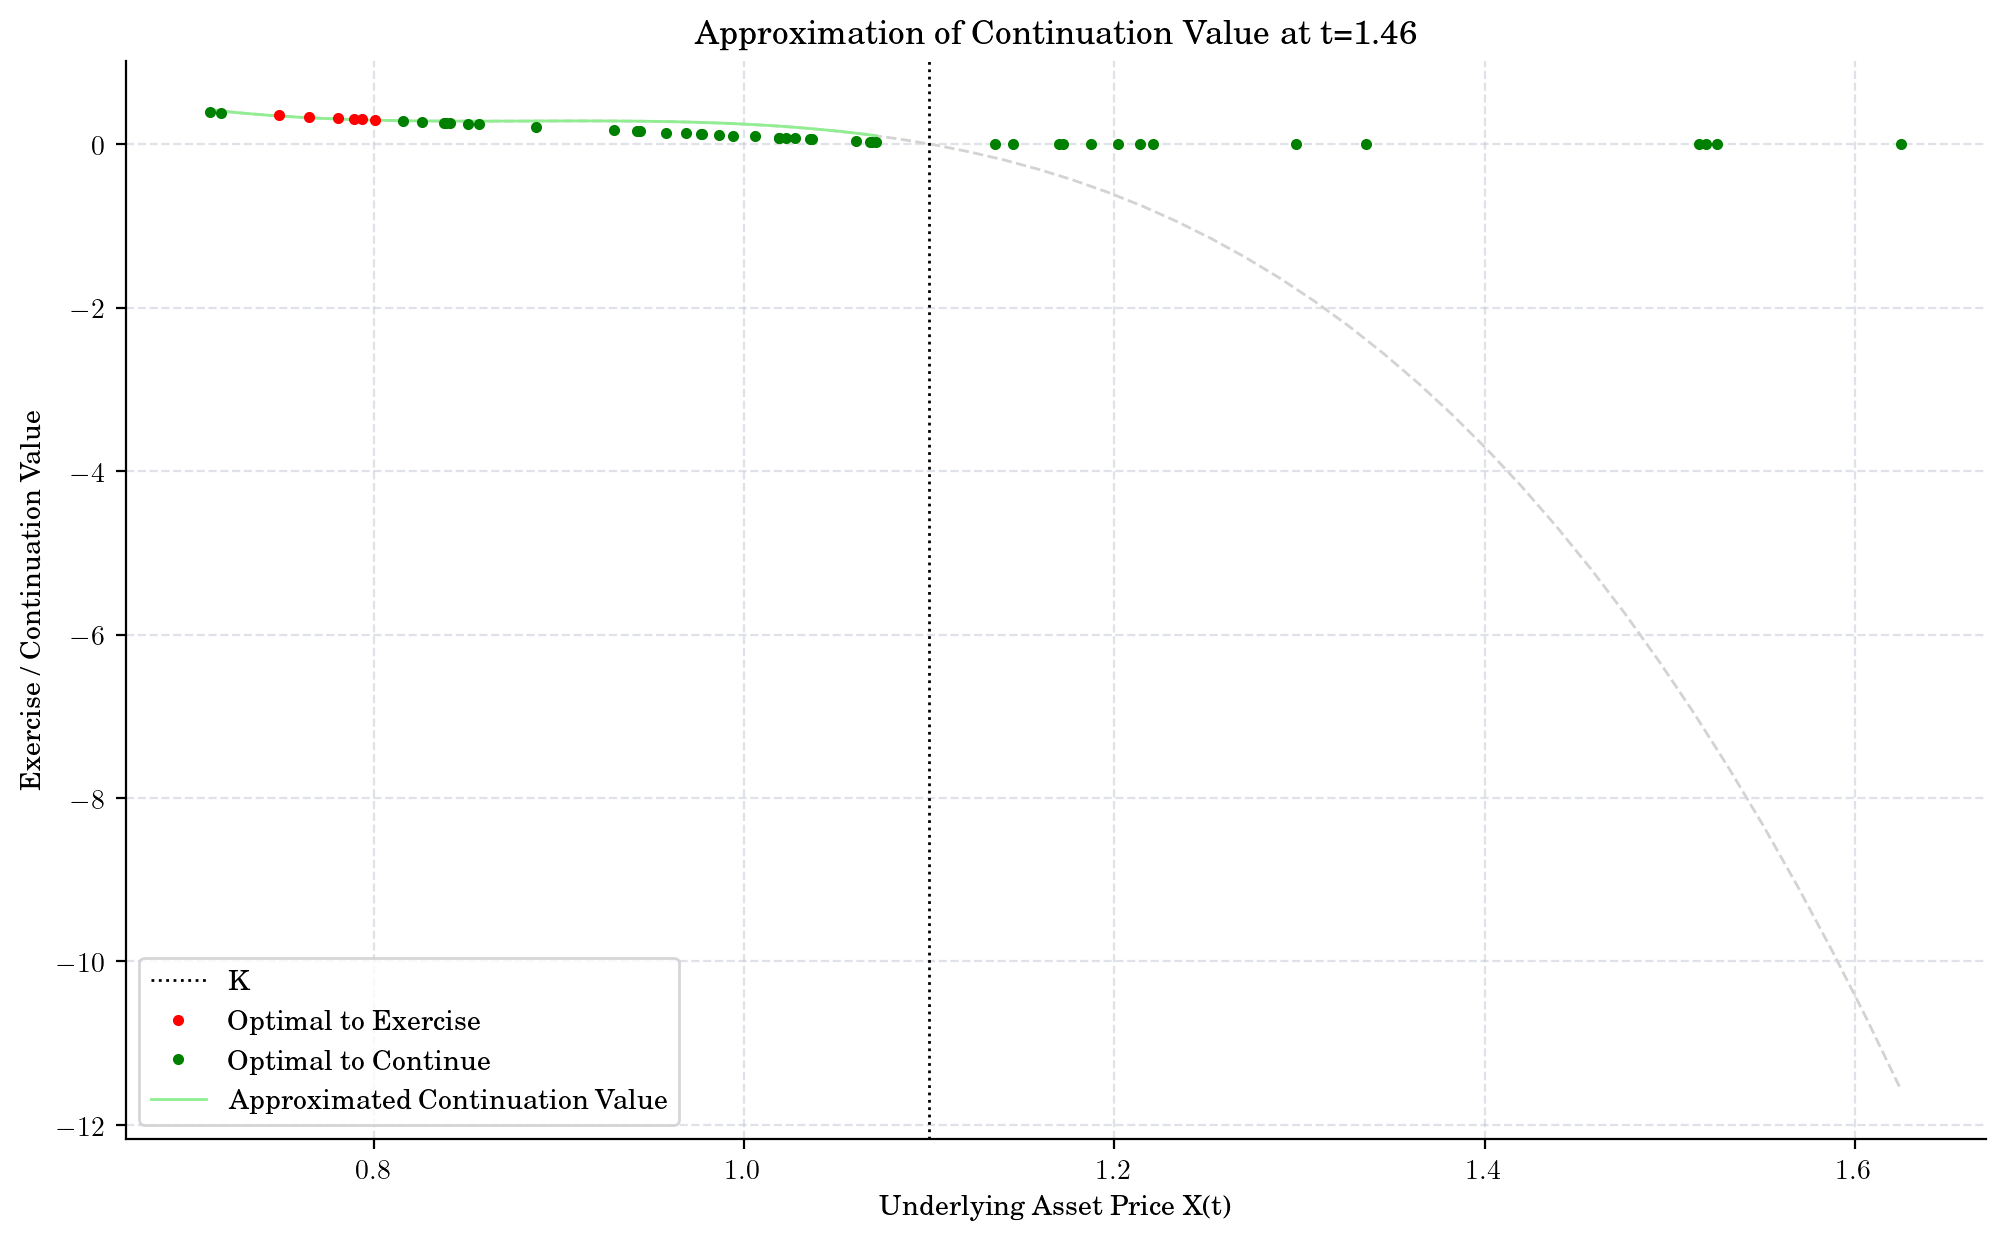 Approximation of Continuation Value at t=1.46
Exercise / Continuation Value
0
−2
−4
−6
−8
−10
−12
K
Optimal to Exercise
Optimal to Continue
Approximated Continuation Value
0.8
1.0
1.2
1.4
1.6
Underlying Asset Price X(t)